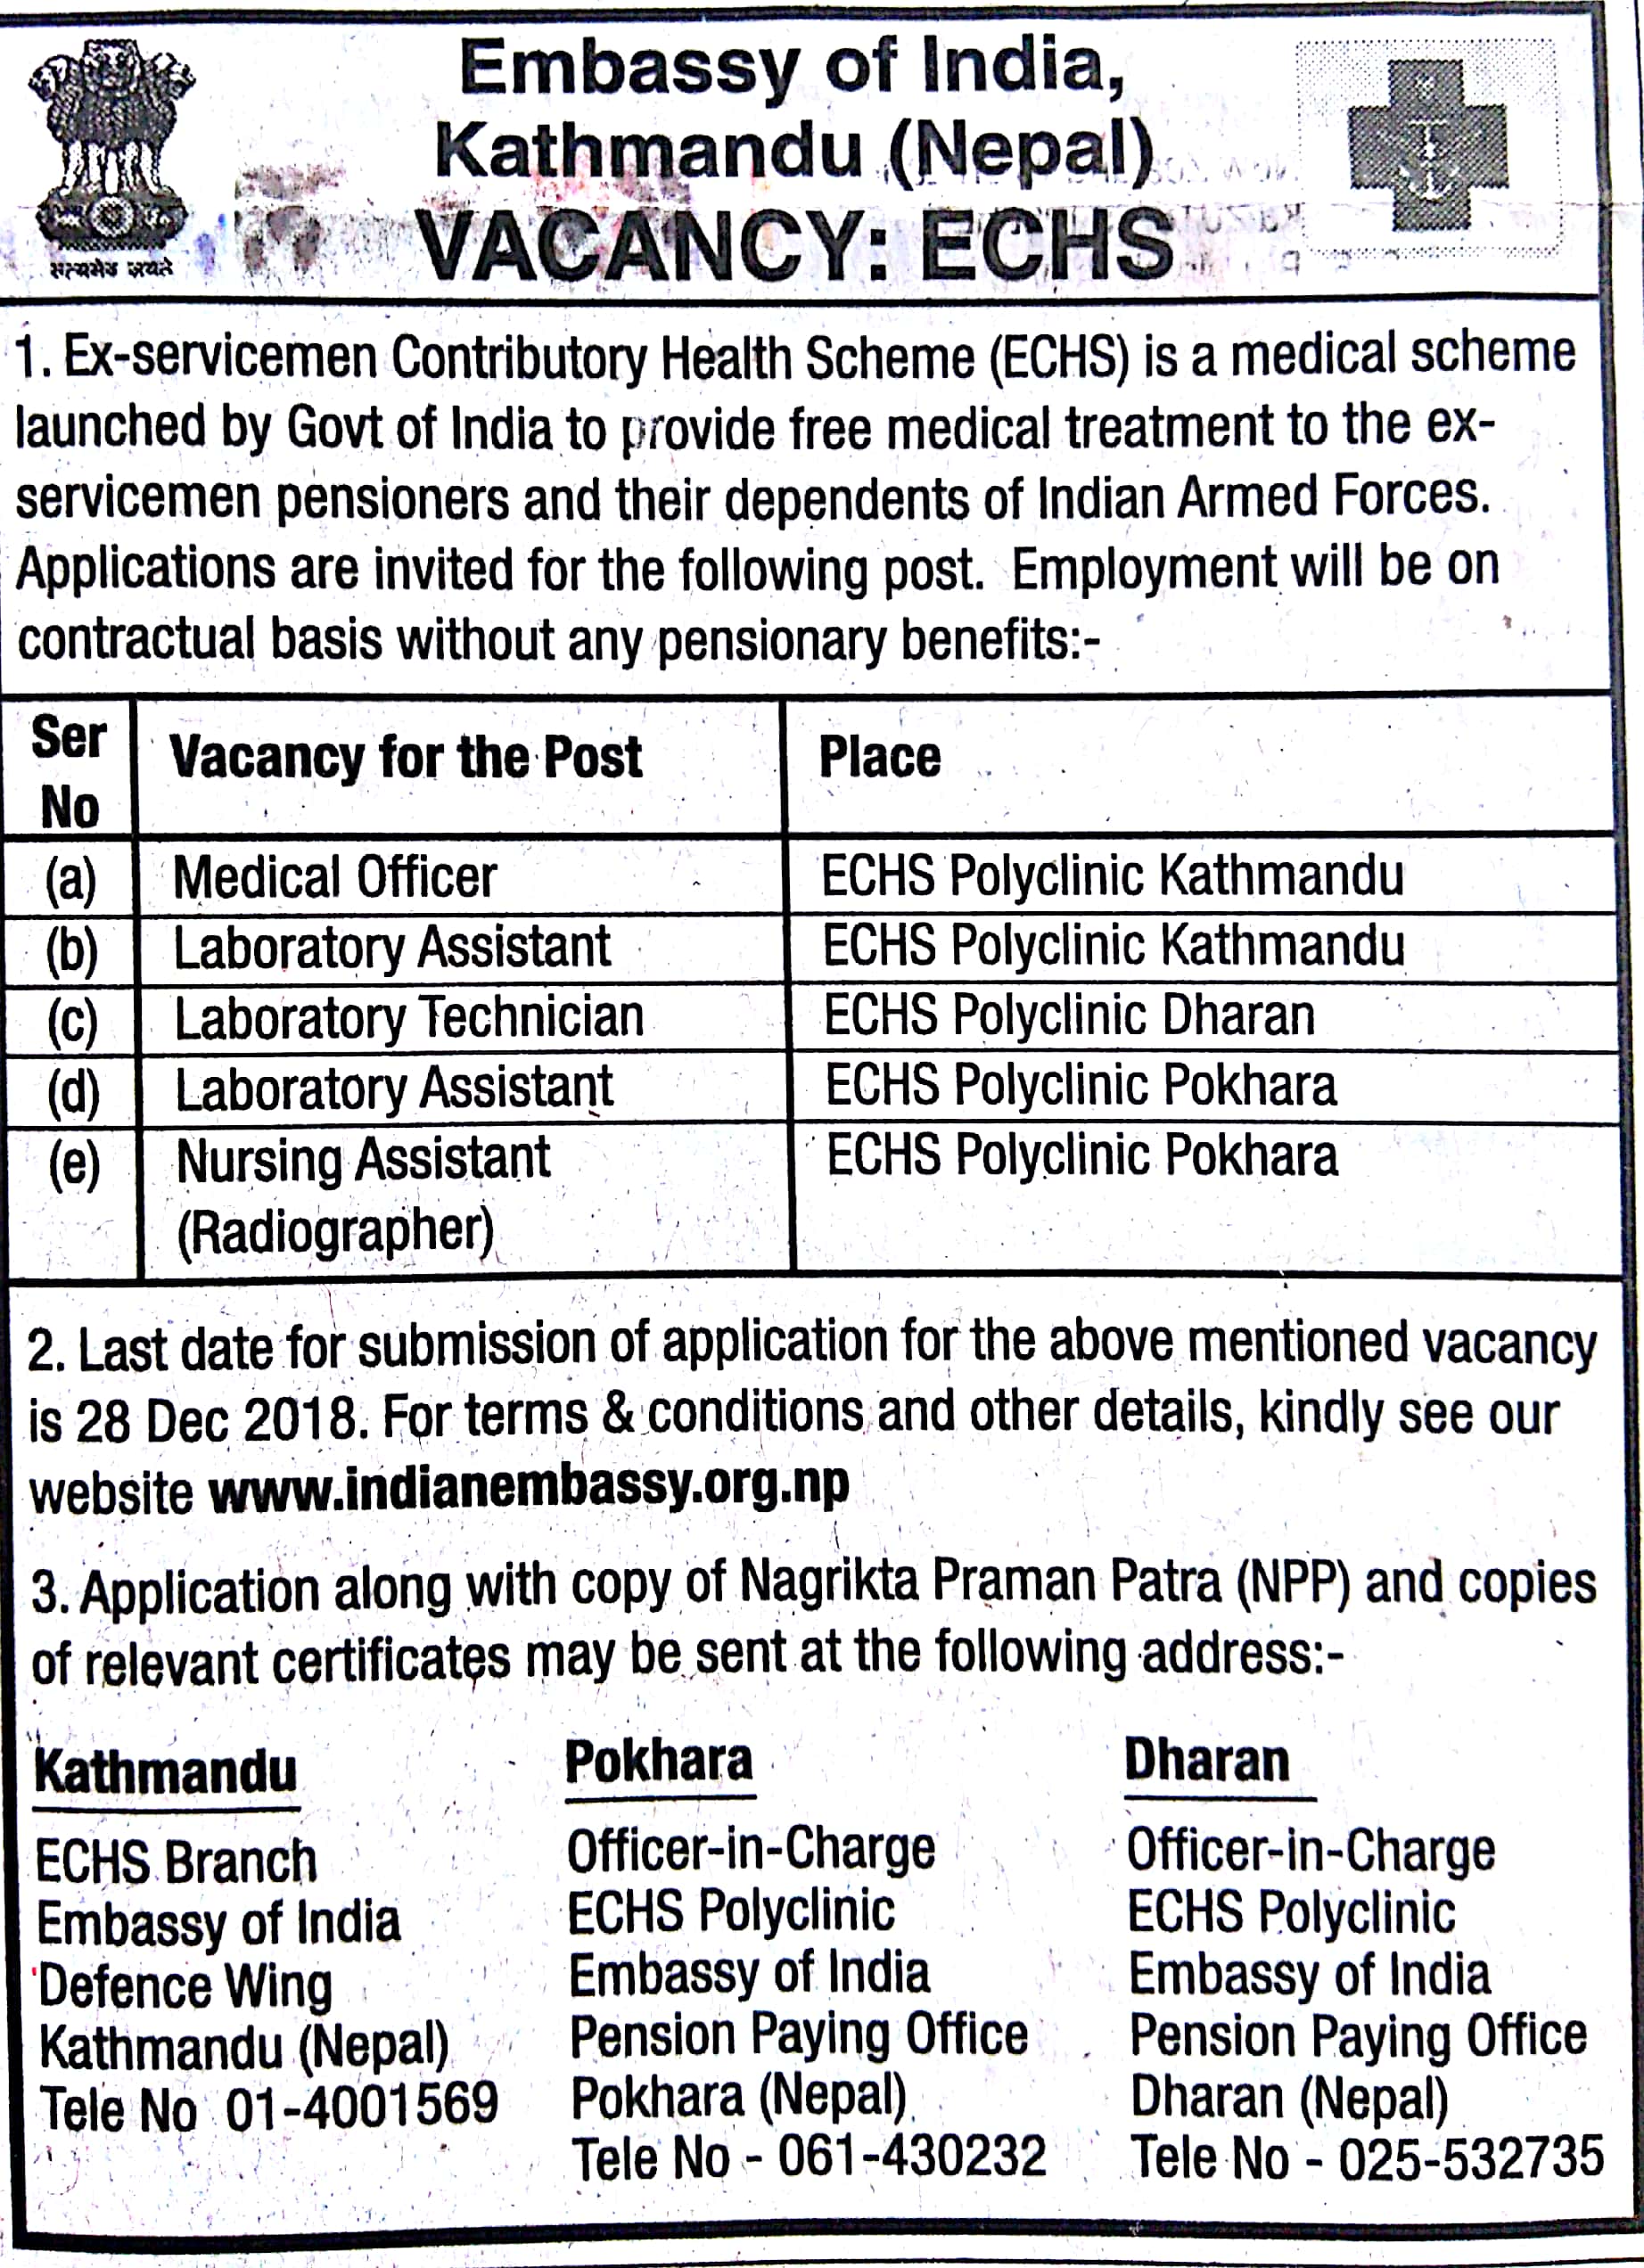 Embassy of India,
Kathmandu (Nepal)
VACANCY: ECHS
सत्यमेव जयते
1. Ex-servicemen Contributory Health Scheme (ECHS) is a medical scheme
launched by Govt of India to provide free medical treatment to the ex-
servicemen pensioners and their dependents of Indian Armed Forces.
Applications are invited for the following post. Employment will be on
contractual basis without any pensionary benefits:-
Ser No Vacancy for the Post Place
(a) Medical Officer ECHS Polyclinic Kathmandu
(b) Laboratory Assistant ECHS Polyclinic Kathmandu
(c) Laboratory Technician ECHS Polyclinic Dharan
(d) Laboratory Assistant ECHS Polyclinic Pokhara
(e) Nursing Assistant ECHS Polyclinic Pokhara
(Radiographer)
2. Last date for submission of application for the above mentioned vacancy
is 28 Dec 2018. For terms & conditions and other details, kindly see our
website www.indianembassy.org.np
3. Application along with copy of Nagrikta Praman Patra (NPP) and copies
of relevant certificates may be sent at the following address:-
Kathmandu
ECHS Branch
Embassy of India
Defence Wing
Kathmandu (Nepal)
Tele No 01-4001569
Pokhara
Officer-in-Charge
ECHS Polyclinic
Embassy of India
Pension Paying Office
Pokhara (Nepal)
Tele No - 061-430232
Dharan
Officer-in-Charge
ECHS Polyclinic
Embassy of India
Pension Paying Office
Dharan (Nepal)
Tele No - 025-532735